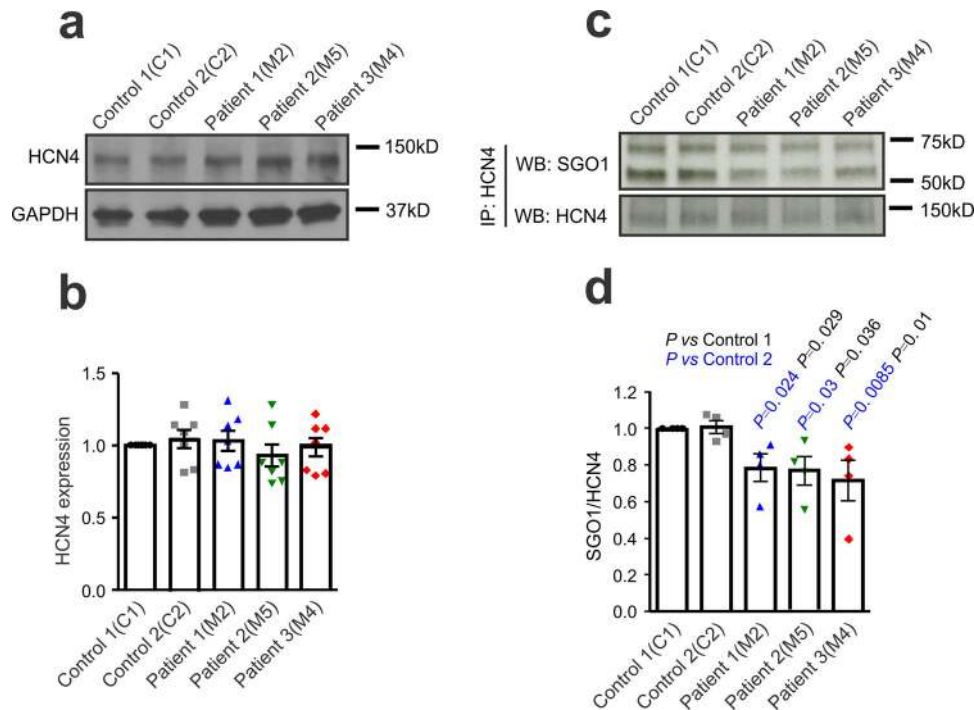 a
Control 1(C1)
Control 2(C2)
Patient 1(M2)
Patient 2(M5)
Patient 3(M4)
HCN4
150kD
GAPDH
37kD
b
HCN4 expression
1.5
1.0
0.5
0.0
Control 1(C1)
Control 2(C2)
Patient 1(M2)
Patient 2(M5)
Patient 3(M4)
c
Control 1(C1)
Control 2(C2)
Patient 1(M2)
Patient 2(M5)
Patient 3(M4)
IP: HCN4
WB: SGO1
75kD
50kD
WB: HCN4
150kD
d
P vs Control 1
P vs Control 2
P=0. 024 P=0. 029
P=0. 03 P=0. 036
P=0. 0085 P=0. 01
SGO1/HCN4
1.2
1.0
0.8
0.6
0.4
0.2
0.0
Control 1(C1)
Control 2(C2)
Patient 1(M2)
Patient 2(M5)
Patient 3(M4)